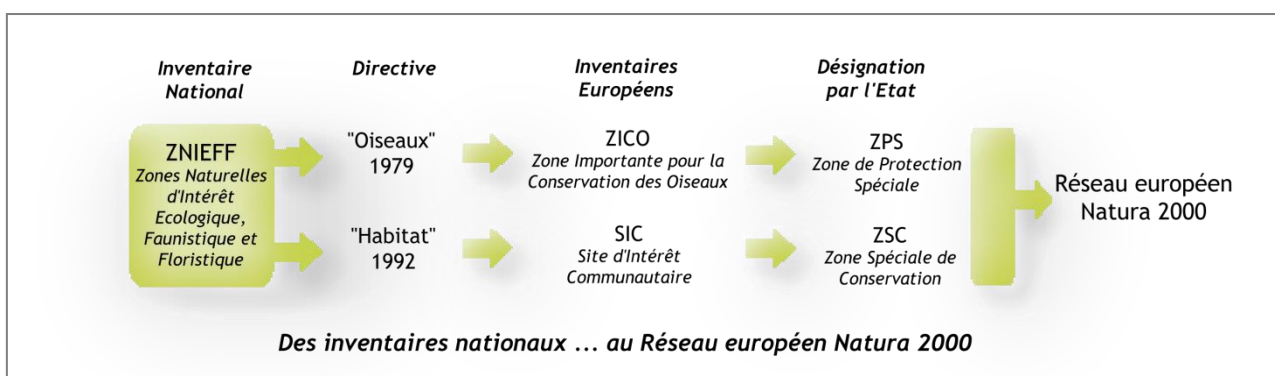 Inventaire
National
Directive
Inventaires
Européens
Désignation
par l'Etat
ZNIEFF
Zones Naturelles
d'Intérêt
Ecologique,
Faunistique et
Floristique
"Oiseaux"
1979
ZICO
Zone Importante pour la
Conservation des Oiseaux
ZPS
Zone de Protection
Spéciale
"Habitat"
1992
SIC
Site d'Intérêt
Communautaire
ZSC
Zone Spéciale de
Conservation
Réseau européen
Natura 2000
Des inventaires nationaux ... au Réseau européen Natura 2000